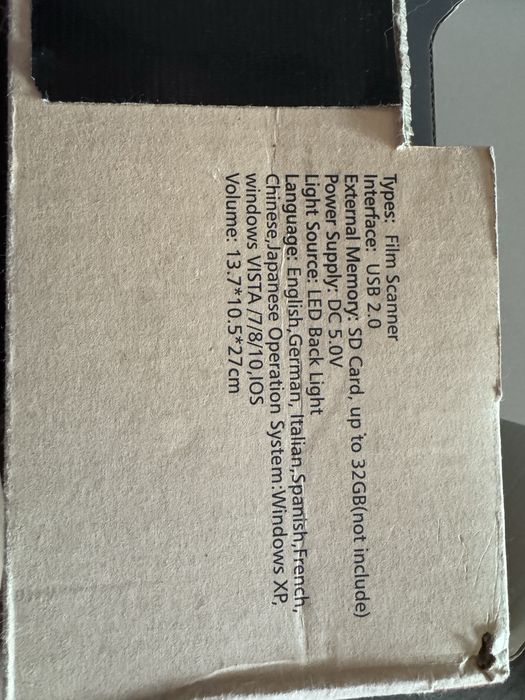 Types: Film Scanner
Interface: USB 2.0
External Memory: SD Card, up to 32GB(not include)
Power Supply: DC 5.0V
Light Source: LED Back Light
Language: English,German, Italian,Spanish,French,
Chinese,Japanese Operation System:Windows XP,
windows VISTA /7/8/10,IOS
Volume: 13.7*10.5*27cm